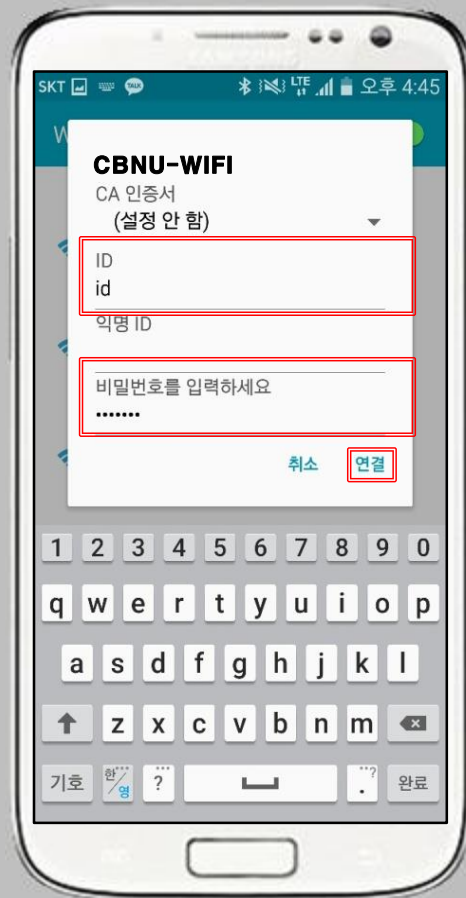 SKT TALK LTE 오후 4:45
W
CBNU-WIFI
CA 인증서
(설정 안 함)
ID
id
익명 ID
비밀번호를 입력하세요
•••••••
취소 연결
1 2 3 4 5 6 7 8 9 0
q w e r t y u i o p
a s d f g h j k l
z x c v b n m
기호 한/영 ? . 완료